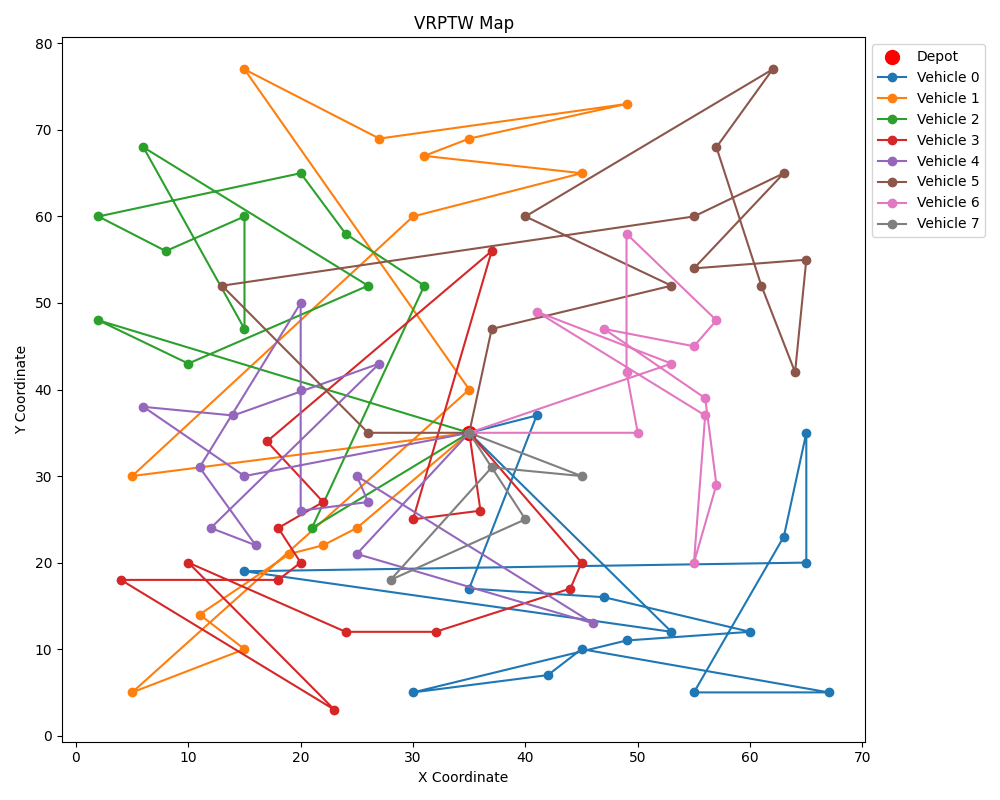 VRPTW Map
Depot
Vehicle 0
Vehicle 1
Vehicle 2
Vehicle 3
Vehicle 4
Vehicle 5
Vehicle 6
Vehicle 7
80
70
60
50
40
30
20
10
0
Y Coordinate
0 10 20 30 40 50 60 70
X Coordinate